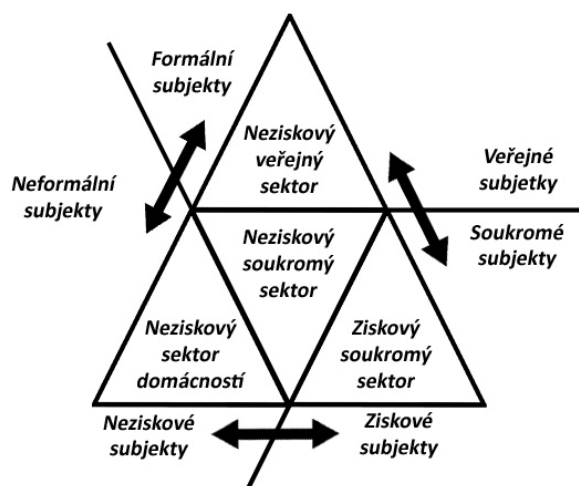 Formální
subjekty
Neziskový
veřejný
sektor
Neformální
subjekty
Veřejné
subjetky
Soukromé
subjekty
Neziskový
soukromý
sektor
Neziskový
sektor
domácností
Ziskový
soukromý
sektor
Neziskové
subjekty
Ziskové
subjekty